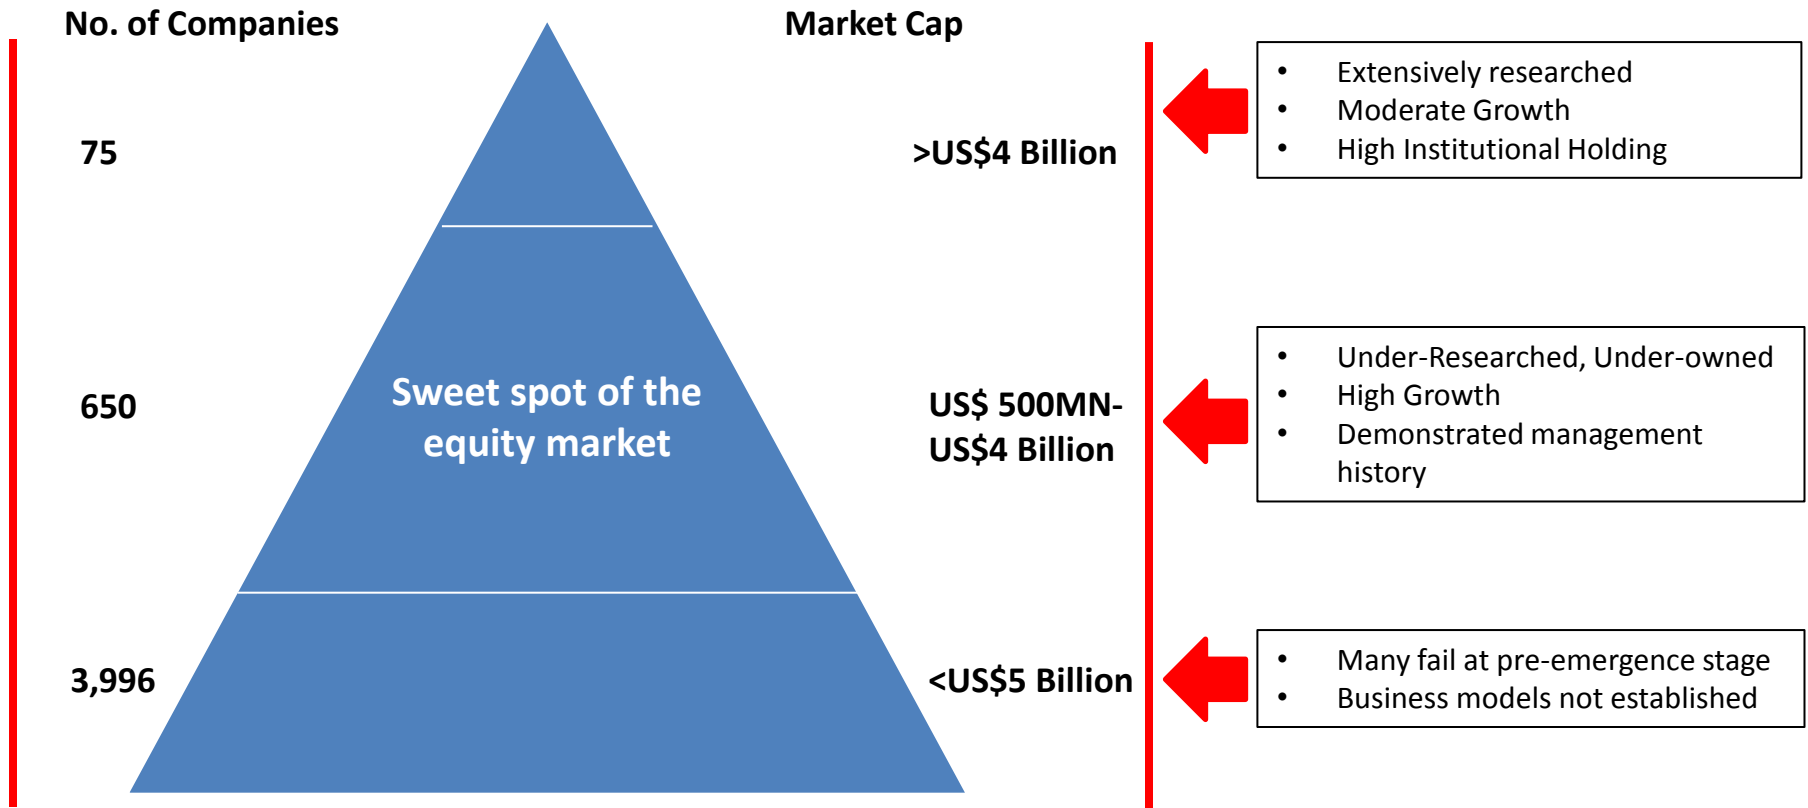 No. of Companies
Market Cap
75
>US$4 Billion
• Extensively researched
• Moderate Growth
• High Institutional Holding
650
Sweet spot of the
equity market
US$ 500MN-
US$4 Billion
• Under-Researched, Under-owned
• High Growth
• Demonstrated management
history
3,996
<US$5 Billion
• Many fail at pre-emergence stage
• Business models not established